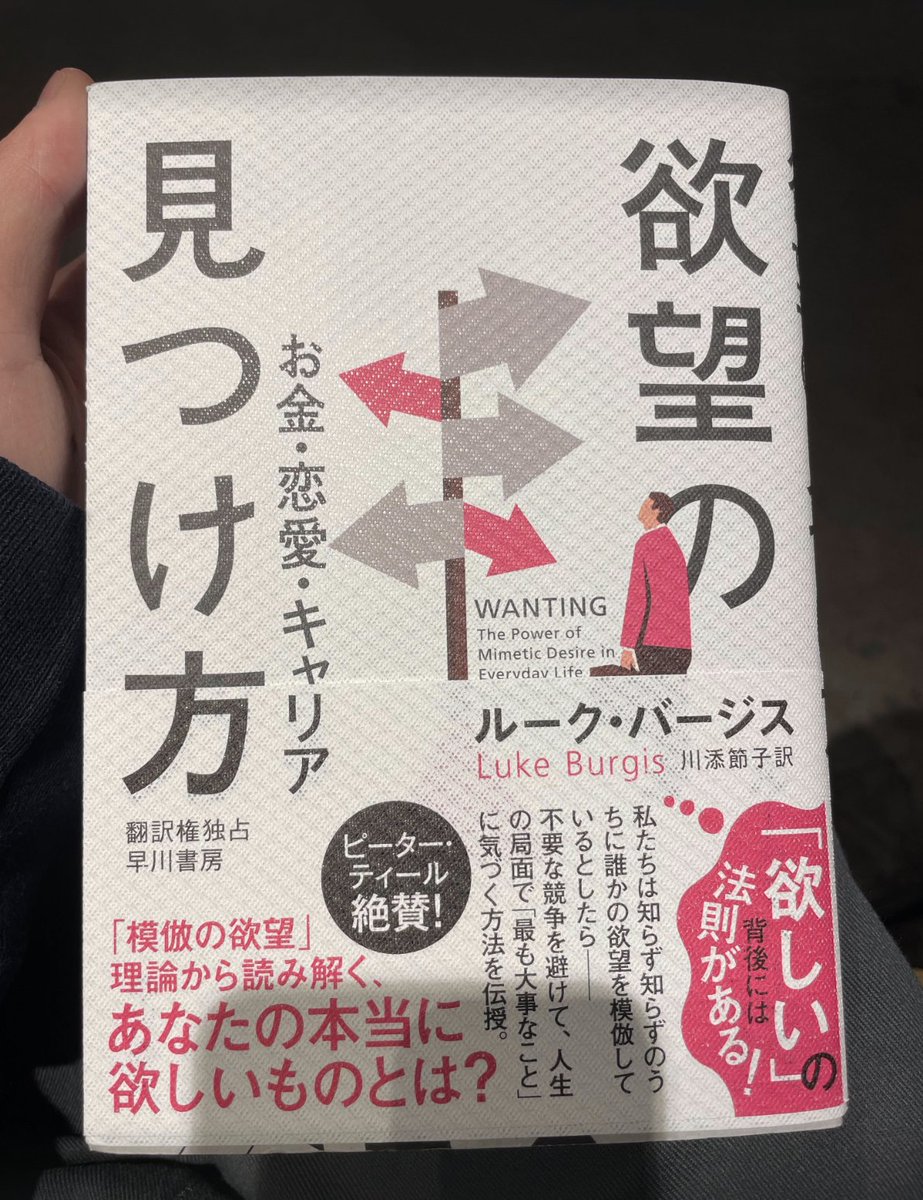 欲望の
見つけ方
お金・恋愛・キャリア
WANTING
The Power of
Mimetic Desire in
Everyday Life
ルーク・バージス
Luke Burgis
川添節子訳
翻訳権独占
早川書房
ピーター・
ティール
絶賛!
「欲しい」の
背後には
法則がある!
私たちは知らず知らずのう
ちに誰かの欲望を模倣して
いるとしたら――
不要な競争を避けて、人生
の局面で「最も大事なこと」
に気づく方法を伝授。
「模倣の欲望」
理論から読み解く、
あなたの本当に
欲しいものとは?